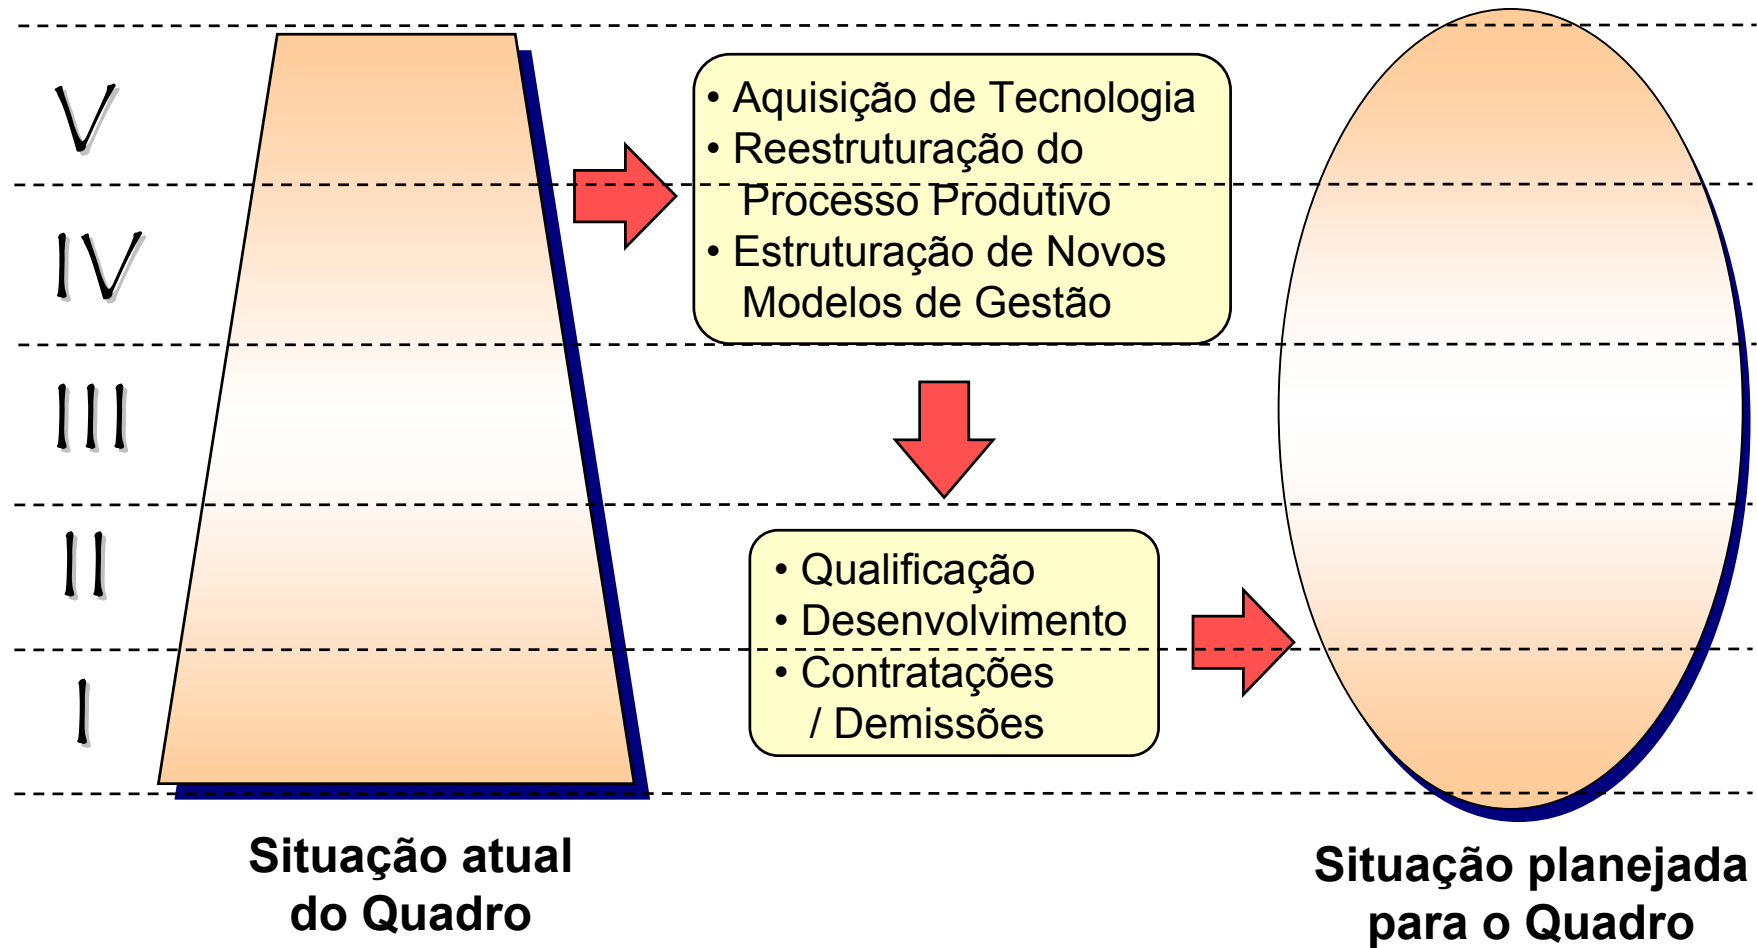 V
IV
III
II
I
• Aquisição de Tecnologia
• Reestruturação do
Processo Produtivo
• Estruturação de Novos
Modelos de Gestão
• Qualificação
• Desenvolvimento
• Contratações
/ Demissões
Situação atual
do Quadro
Situação planejada
para o Quadro